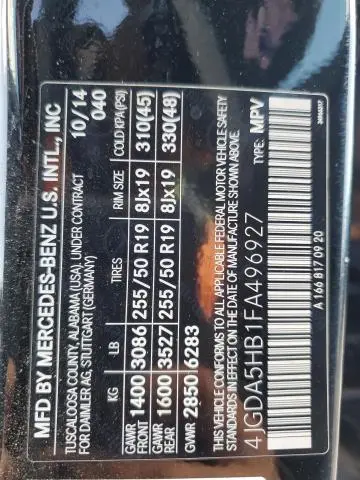 MFD BY MERCEDES-BENZ U.S. INTL., INC
TUSCALOOSA COUNTY, ALABAMA (USA), UNDER CONTRACT 10/14
FOR DAIMLER AG, STUTTGART (GERMANY) 040
KG LB TIRES RIM SIZE COLD KPA(PSI)
GAWR FRONT 1400 3086 255/50 R19 8Jx19 310(45)
GAWR REAR 1600 3527 255/50 R19 8Jx19 330(48)
GWR 2850 6283
THIS VEHICLE CONFORMS TO ALL APPLICABLE FEDERAL MOTOR VEHICLE SAFETY
STANDARDS IN EFFECT ON THE DATE OF MANUFACTURE SHOWN ABOVE.
4JGDA5HB1FA496927 TYPE: MPV
A 166 817 09 20